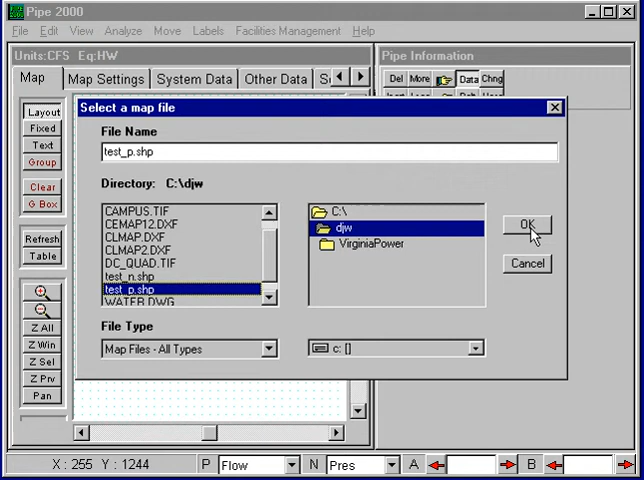 Pipe 2000
File Edit View Analyze Move Labels Facilities Management Help
Units:CFS Eq:HW
Pipe Information
Map Map Settings System Data Other Data
Del More Data Chng
Select a map file
Layout
Fixed
Text
Group
Clear
G Box
Refresh
Table
Z All
Z Win
Z Sel
Z Prv
Pan
File Name
test_p.shp
Directory: C:\djw
CAMPUS.TIF
CEMAP12.DXF
CLMAP.DXF
CLMAP2.DXF
DC_QUAD.TIF
test_n.shp
test_p.shp
WATER.DWG
C:\
djw
VirginiaPower
OK
Cancel
File Type
Map Files - All Types
c: []
X : 255 Y : 1244 P Flow N Pres A B